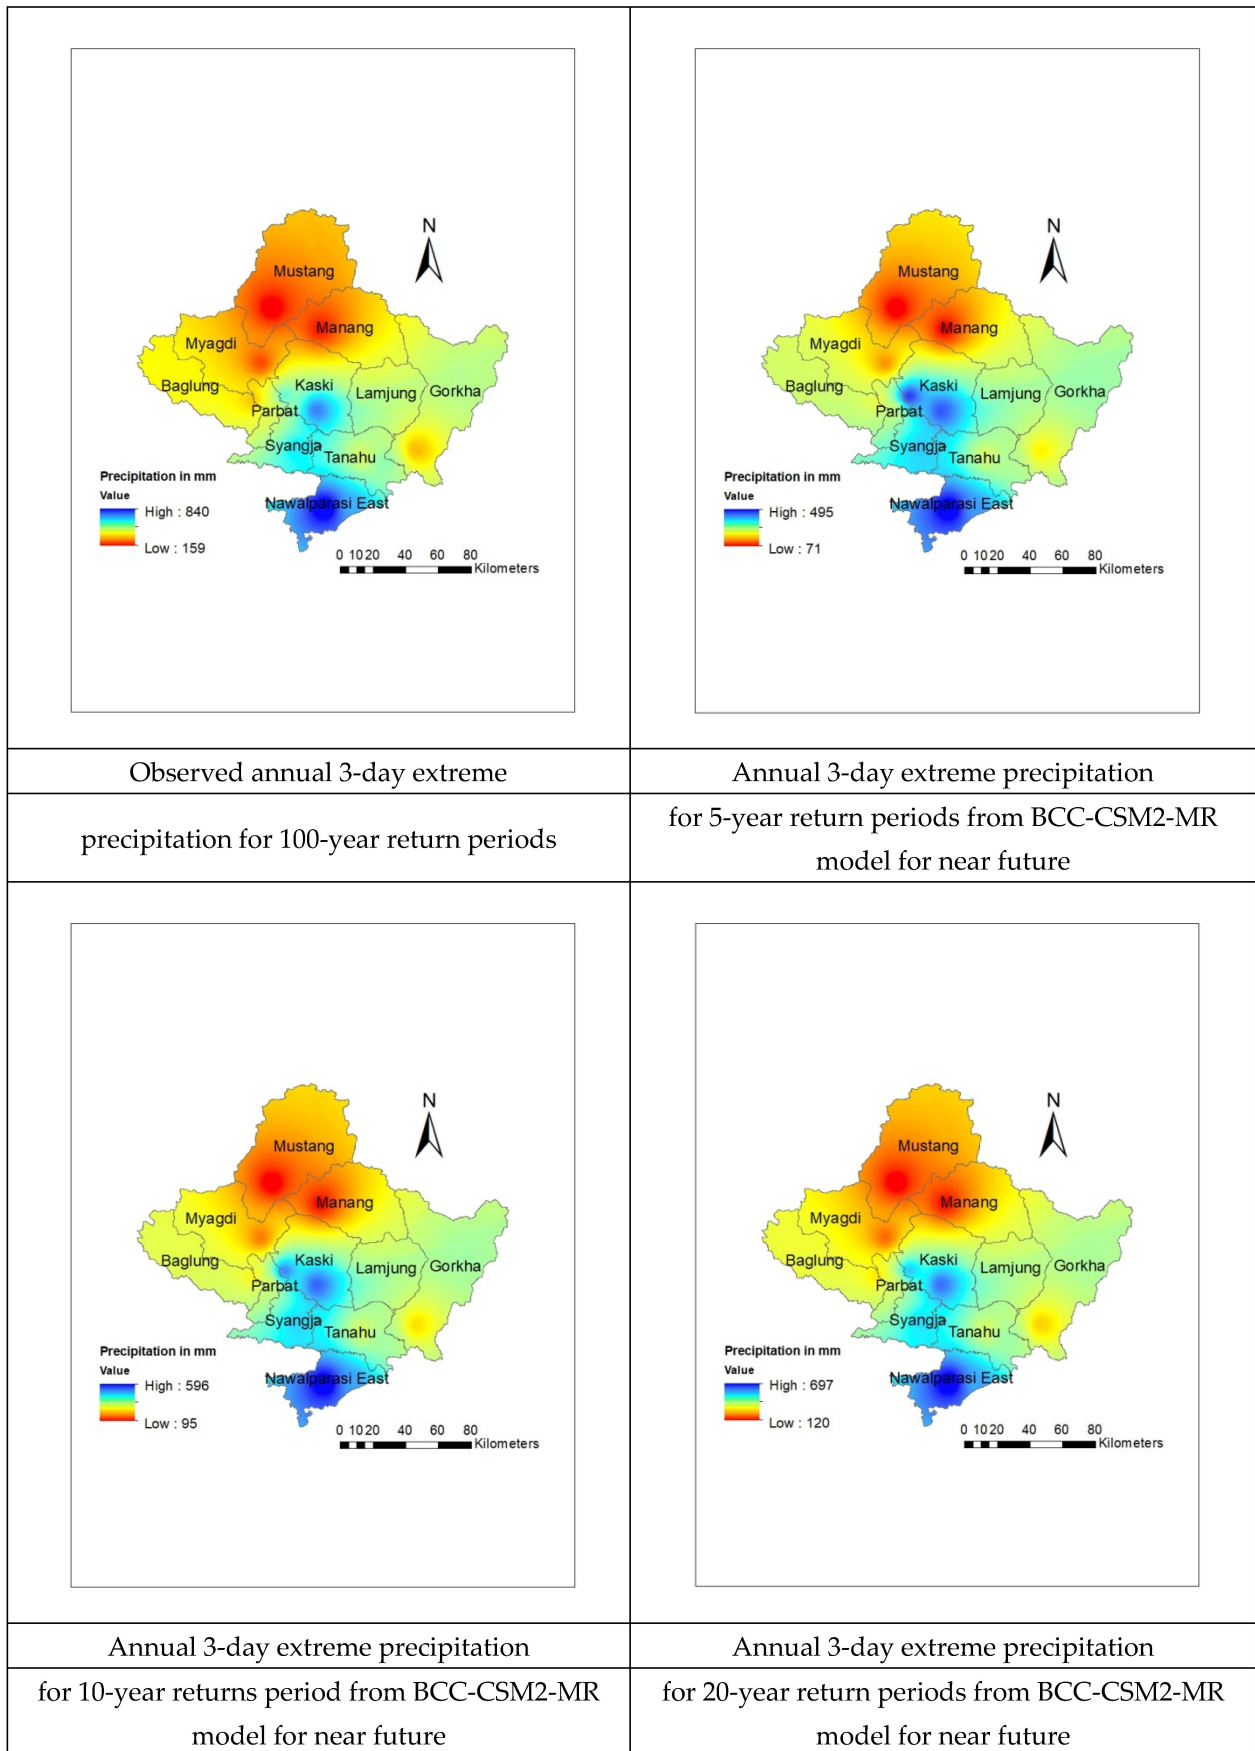 N
Mustang
Manang
Myagdi
Baglung
Kaski
Lamjung
Gorkha
Parbat
Syangja
Tanahu
Nawalparasi East
Precipitation in mm
Value
High : 840
Low : 159
0 10 20 40 60 80
Kilometers
N
Mustang
Manang
Myagdi
Baglung
Kaski
Lamjung
Gorkha
Parbat
Syangja
Tanahu
Nawalparasi East
Precipitation in mm
Value
High : 495
Low : 71
0 10 20 40 60 80
Kilometers
Observed annual 3-day extreme
precipitation for 100-year return periods
Annual 3-day extreme precipitation
for 5-year return periods from BCC-CSM2-MR
model for near future
N
Mustang
Manang
Myagdi
Baglung
Kaski
Lamjung
Gorkha
Parbat
Syangja
Tanahu
Nawalparasi East
Precipitation in mm
Value
High : 596
Low : 95
0 10 20 40 60 80
Kilometers
N
Mustang
Manang
Myagdi
Baglung
Kaski
Lamjung
Gorkha
Parbat
Syangja
Tanahu
Nawalparasi East
Precipitation in mm
Value
High : 697
Low : 120
0 10 20 40 60 80
Kilometers
Annual 3-day extreme precipitation
for 10-year returns period from BCC-CSM2-MR
model for near future
Annual 3-day extreme precipitation
for 20-year return periods from BCC-CSM2-MR
model for near future